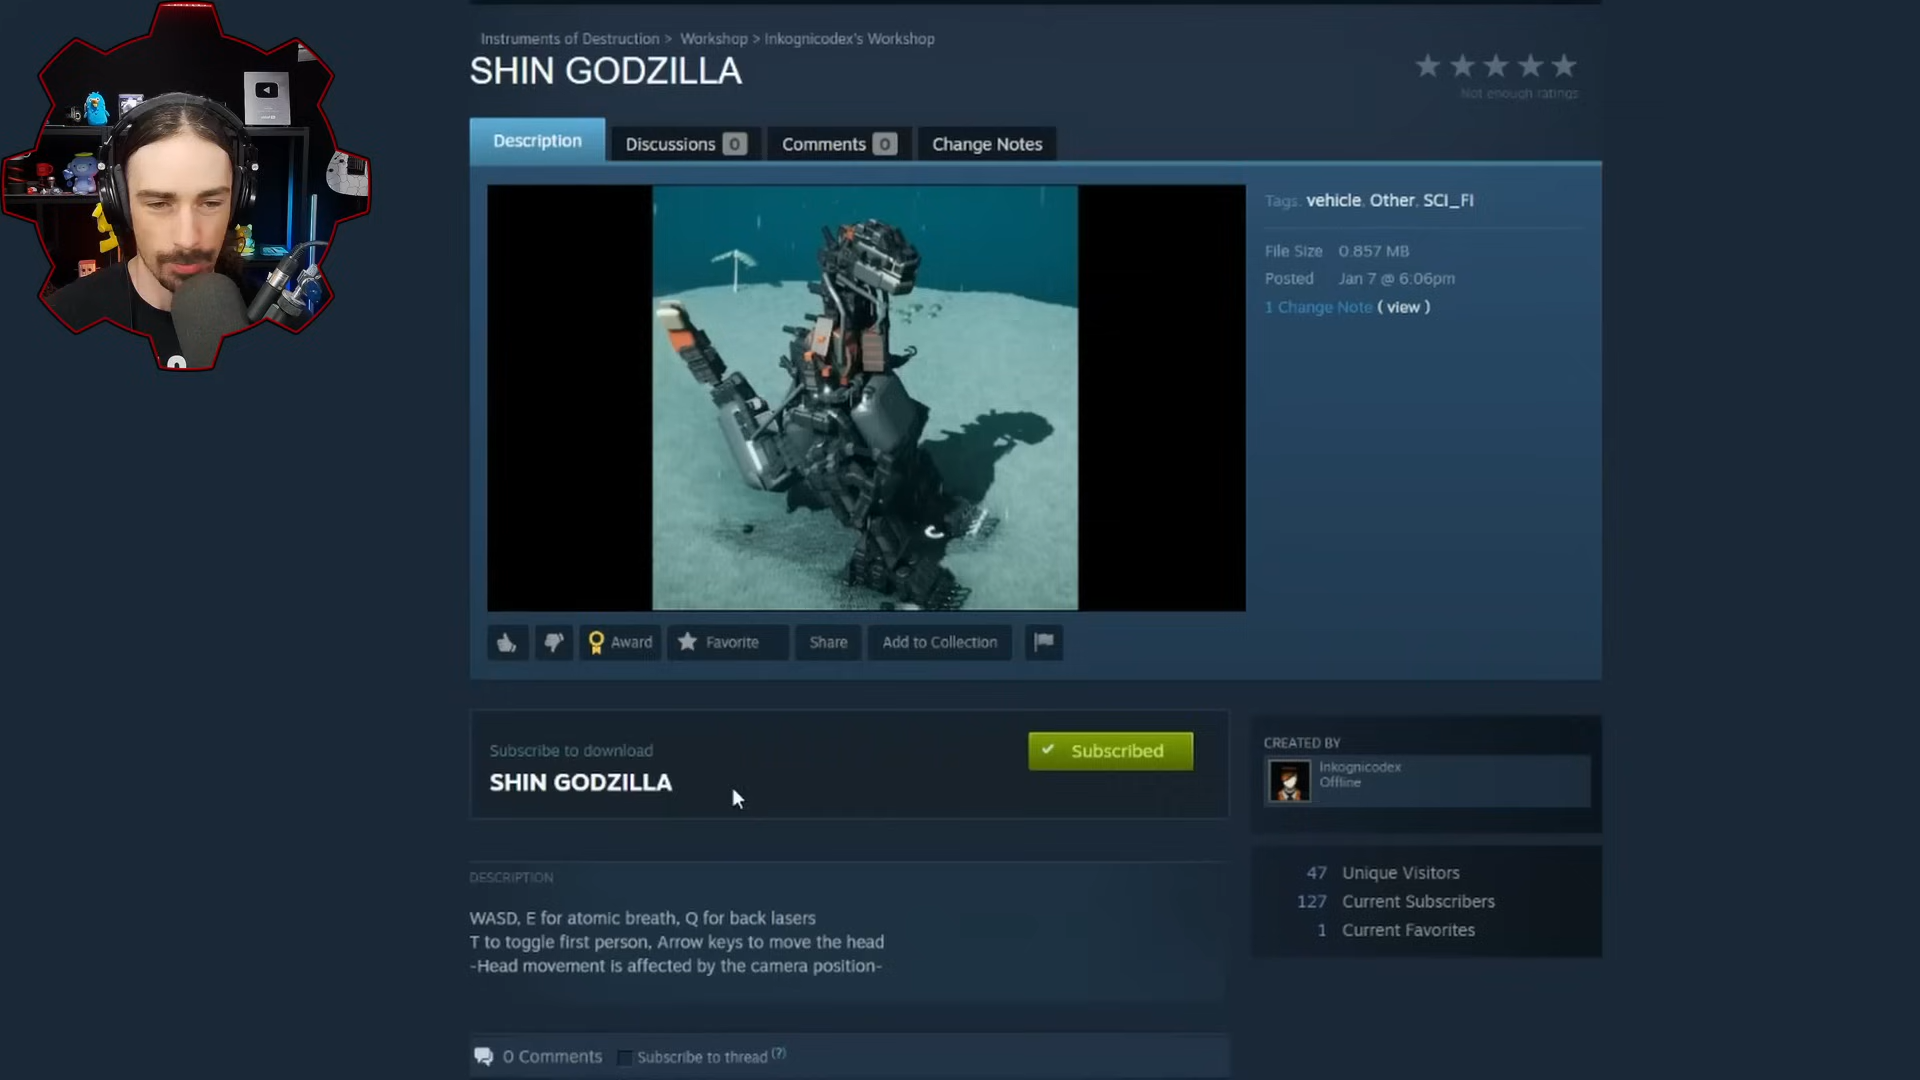 Instruments of Destruction > Workshop > Inkognicodex's Workshop
SHIN GODZILLA
Not enough ratings
Description
Discussions 0
Comments 0
Change Notes
Tags: vehicle, Other, SCI_FI
File Size 0.857 MB
Posted Jan 7 @ 6:06pm
1 Change Note ( view )
Award
Favorite
Share
Add to Collection
Subscribe to download
SHIN GODZILLA
Subscribed
CREATED BY
Inkognicodex
Offline
47 Unique Visitors
127 Current Subscribers
1 Current Favorites
DESCRIPTION
WASD, E for atomic breath, Q for back lasers
T to toggle first person, Arrow keys to move the head
-Head movement is affected by the camera position-
0 Comments
Subscribe to thread (?)